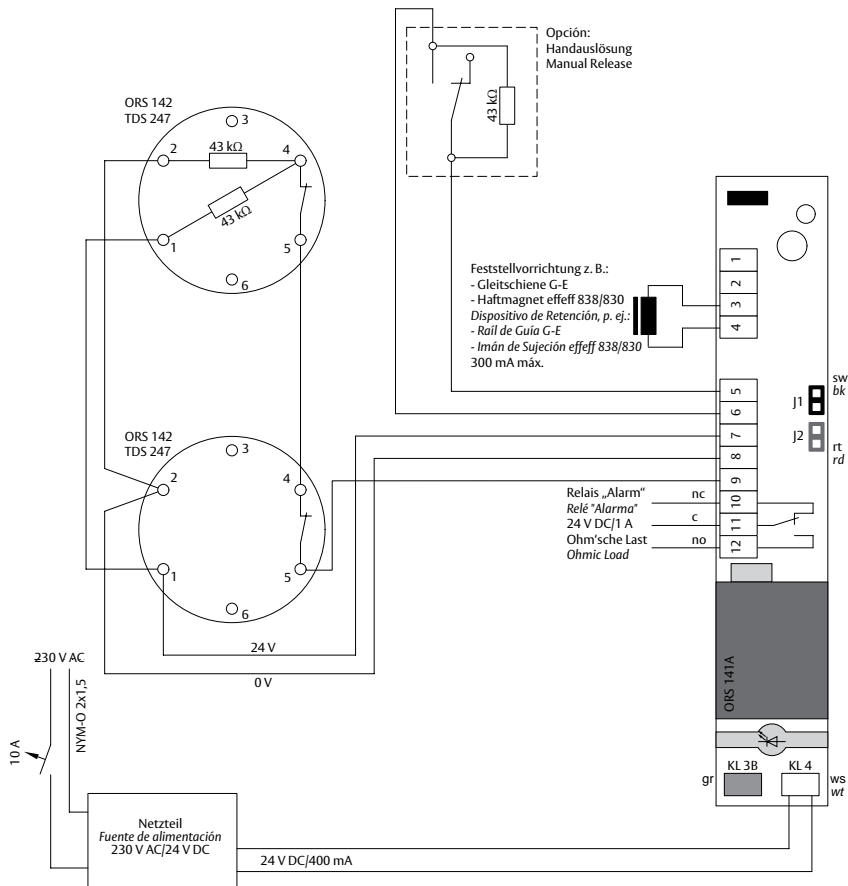 Opción:
Handauslösung
Manual Release
43 kΩ
ORS 142
TDS 247
3
2
43 kΩ
4
43 kΩ
1
5
6
Feststellvorrichtung z. B.:
- Gleitschiene G-E
- Haftmagnet effeff 838/830
Dispositivo de Retención, p. ej.:
- Raíl de Guía G-E
- Imán de Sujeción effeff 838/830
300 mA máx.
1
2
3
4
5
6
7
8
9
10
11
12
J1
sw
bk
J2
rt
rd
ORS 142
TDS 247
3
2
4
1
5
6
Relais „Alarm“
nc
Relé "Alarma"
24 V DC/1 A
c
Ohm'sche Last
no
Ohmic Load
24 V
0 V
230 V AC
NYM-O 2x1,5
10 A
ORS 141A
gr
KL 3B
KL 4
ws
wt
Netzteil
Fuente de alimentación
230 V AC/24 V DC
24 V DC/400 mA